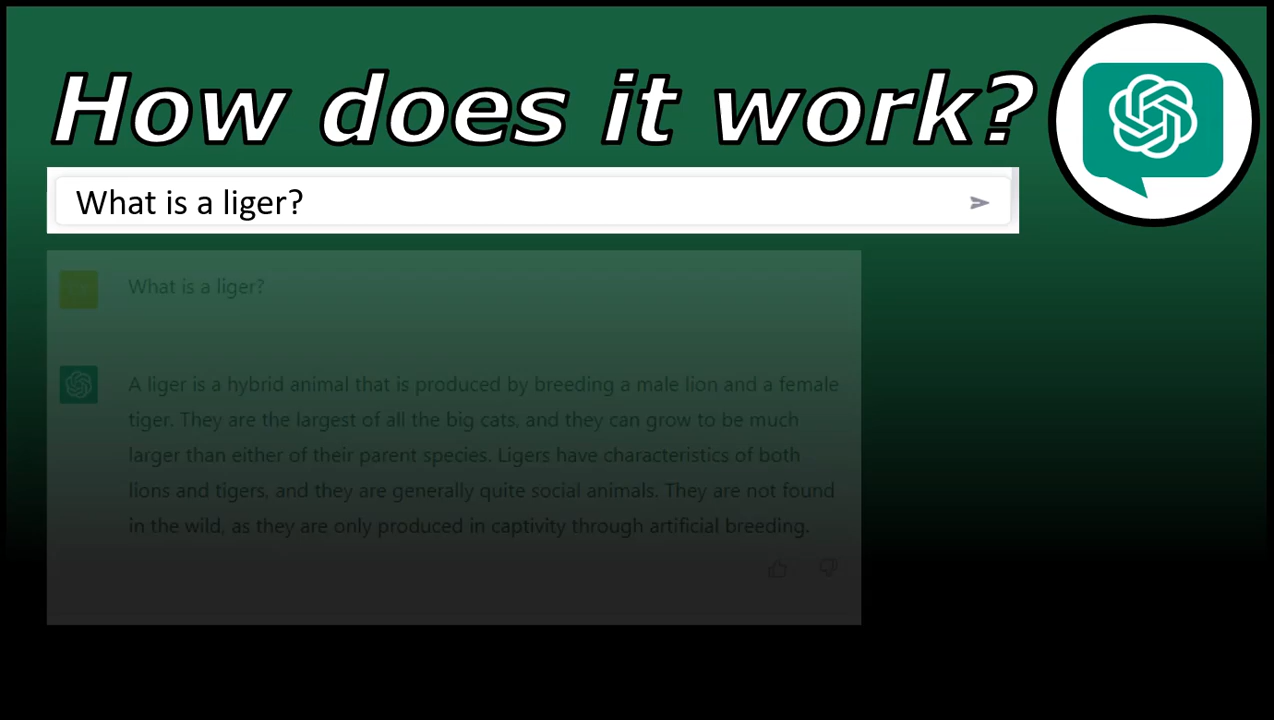 How does it work?
What is a liger?
What is a liger?
A liger is a hybrid animal that is produced by breeding a male lion and a female
tiger. They are the largest of all the big cats, and they can grow to be much
larger than either of their parent species. Ligers have characteristics of both
lions and tigers, and they are generally quite social animals. They are not found
in the wild, as they are only produced in captivity through artificial breeding.